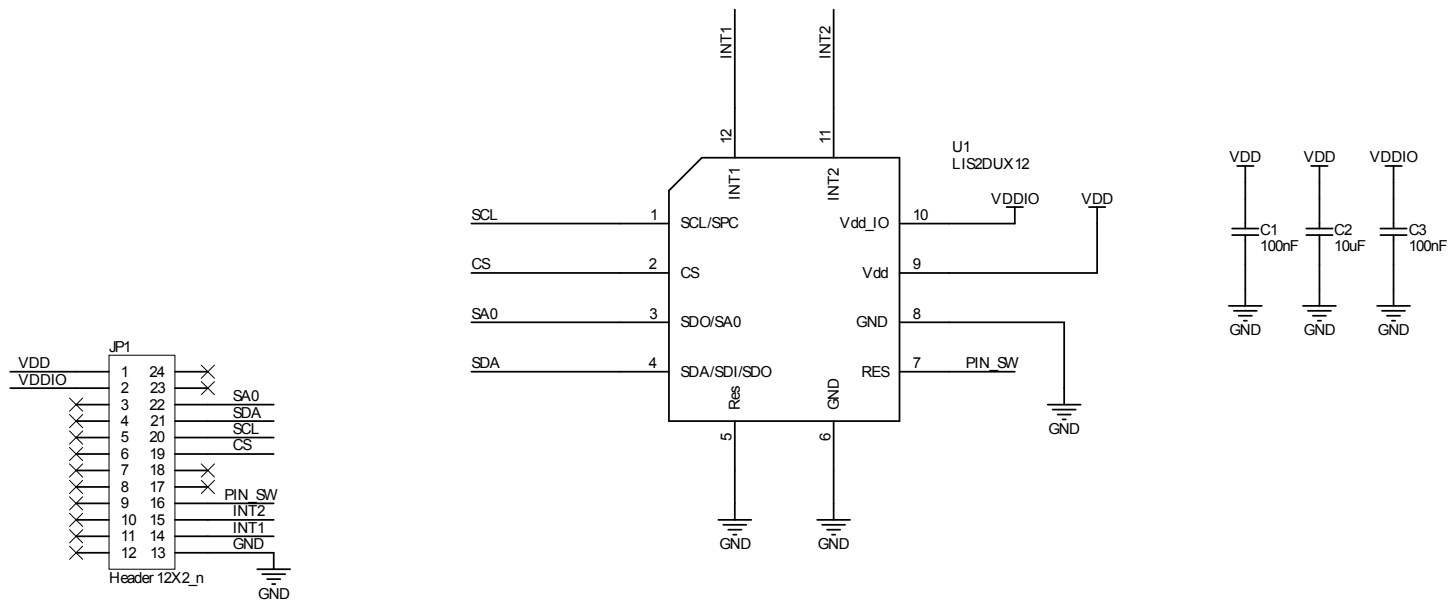 INT1
INT2
12
11
U1
LIS2DUX12
INT1
INT2
VDDIO
VDD
SCL
1
SCL/SPC
Vdd_IO
10
CS
2
CS
Vdd
9
SA0
3
SDO/SA0
GND
8
SDA
4
SDA/SDI/SDO
RES
7
PIN_SW
Res
GND
5
6
GND
GND
GND
VDD
VDD
VDDIO
C1
100nF
C2
10uF
C3
100nF
GND
GND
GND
JP1
VDD
1
24
VDDIO
2
23
3
22
SA0
4
21
SDA
5
20
SCL
6
19
CS
7
18
8
17
9
16
PIN_SW
10
15
INT2
11
14
INT1
12
13
GND
Header 12X2_n
GND